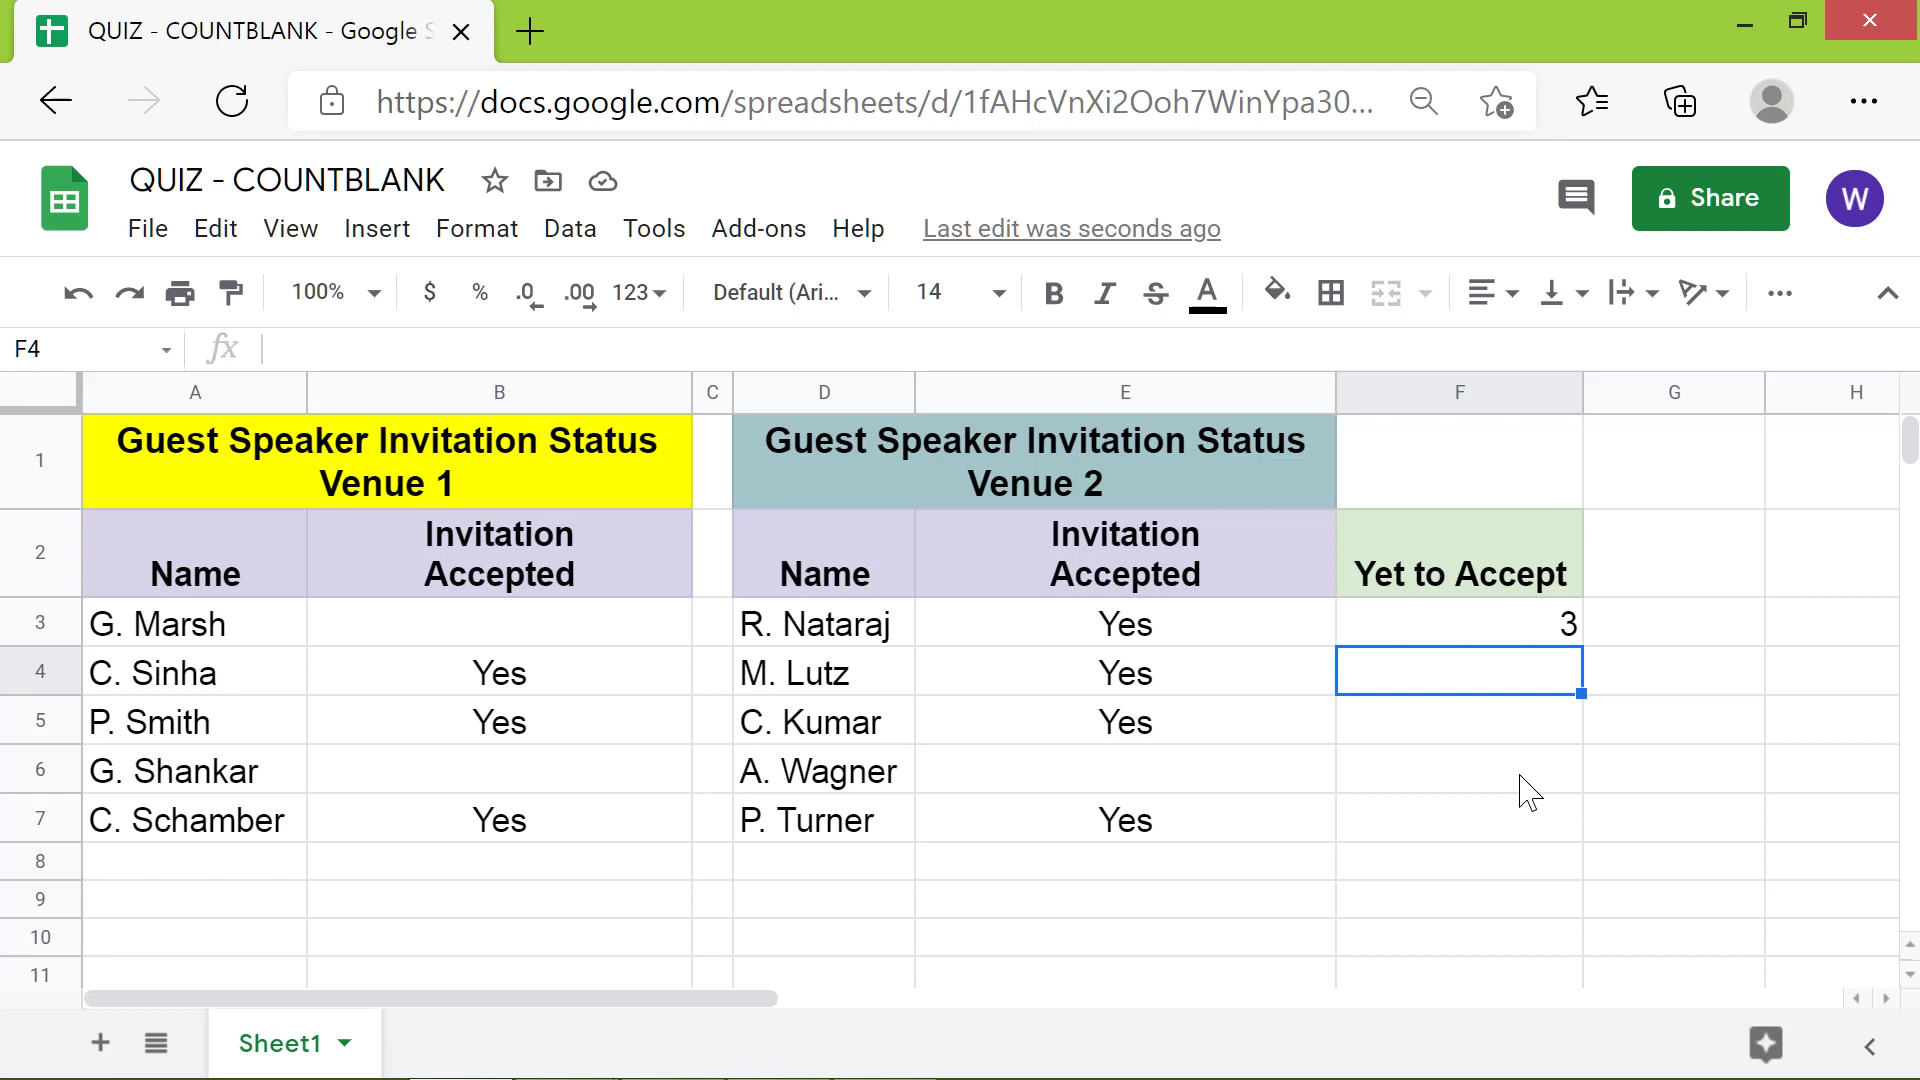 QUIZ - COUNTBLANK - Google S
https://docs.google.com/spreadsheets/d/1fAHcVnXi2Ooh7WinYpa30...
QUIZ - COUNTBLANK
Share
W
File Edit View Insert Format Data Tools Add-ons Help Last edit was seconds ago
100% $ % .0 .00 123 Default (Ari... 14 B I S A
F4 fx
A B C D E F G H
1 Guest Speaker Invitation Status Guest Speaker Invitation Status
Venue 1 Venue 2
2 Name Invitation Name Invitation Yet to Accept
Accepted Accepted
3 G. Marsh R. Nataraj Yes 3
4 C. Sinha Yes M. Lutz Yes
5 P. Smith Yes C. Kumar Yes
6 G. Shankar A. Wagner
7 C. Schamber Yes P. Turner Yes
8
9
10
11
Sheet1